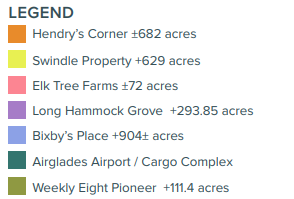 LEGEND
Hendry's Corner ±682 acres
Swindle Property +629 acres
Elk Tree Farms ±72 acres
Long Hammock Grove +293.85 acres
Bixby's Place +904± acres
Airglades Airport / Cargo Complex
Weekly Eight Pioneer +111.4 acres